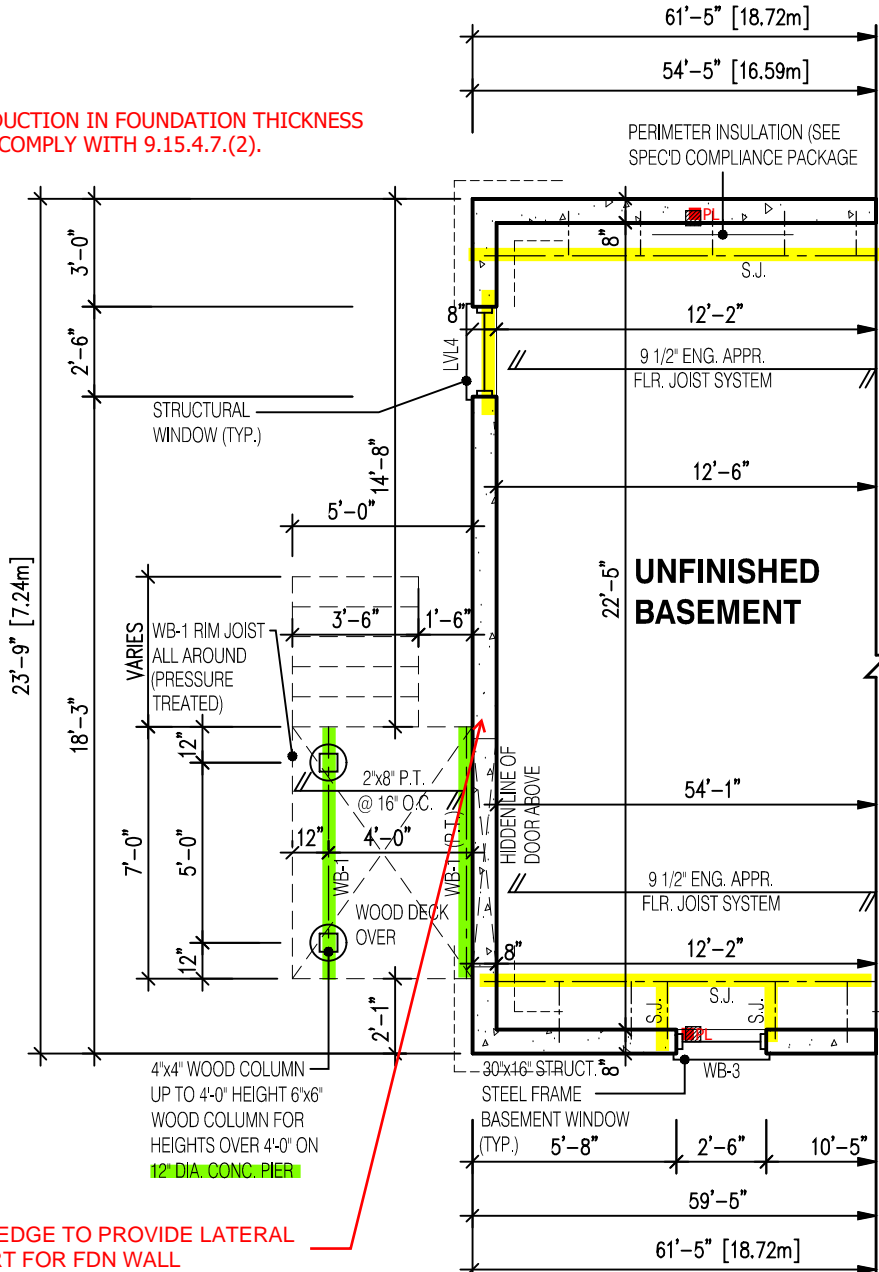 61'-5" [18.72m]
54'-5" [16.59m]
DUCTION IN FOUNDATION THICKNESS
COMPLY WITH 9.15.4.7.(2).
PERIMETER INSULATION (SEE
SPEC'D COMPLIANCE PACKAGE
PL
8"
S.J.
3'-0"
8"
12'-2"
2'-6"
LVL4
9 1/2" ENG. APPR.
FLR. JOIST SYSTEM
STRUCTURAL
WINDOW (TYP.)
14'-8"
12'-6"
5'-0"
UNFINISHED
BASEMENT
22'-5"
23'-9" [7.24m]
3'-6"
1'-6"
VARIES
WB-1 RIM JOIST
ALL AROUND
(PRESSURE
TREATED)
18'-3"
12"
2"x8" P.T.
@ 16" O.C.
HIDDEN LINE OF
DOOR ABOVE
54'-1"
7'-0"
5'-0"
12"
4'-0"
WB-1
WB-1 (P.T.)
9 1/2" ENG. APPR.
FLR. JOIST SYSTEM
WOOD DECK
OVER
12"
8"
12'-2"
S.J.
S.J.
S.J.
2'-1"
PL
8"
WB-3
4"x4" WOOD COLUMN
UP TO 4'-0" HEIGHT 6"x6"
WOOD COLUMN FOR
HEIGHTS OVER 4'-0" ON
12" DIA. CONC. PIER
30"x16" STRUCT.
STEEL FRAME
BASEMENT WINDOW
(TYP.)
5'-8"
2'-6"
10'-5"
59'-5"
EDGE TO PROVIDE LATERAL
RT FOR FDN WALL
61'-5" [18.72m]